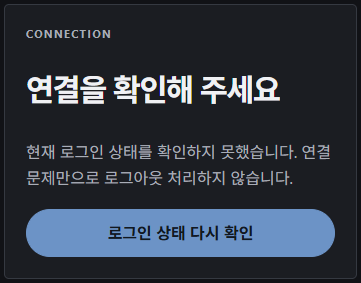 CONNECTION
연결을 확인해 주세요
현재 로그인 상태를 확인하지 못했습니다. 연결
문제만으로 로그아웃 처리하지 않습니다.
로그인 상태 다시 확인